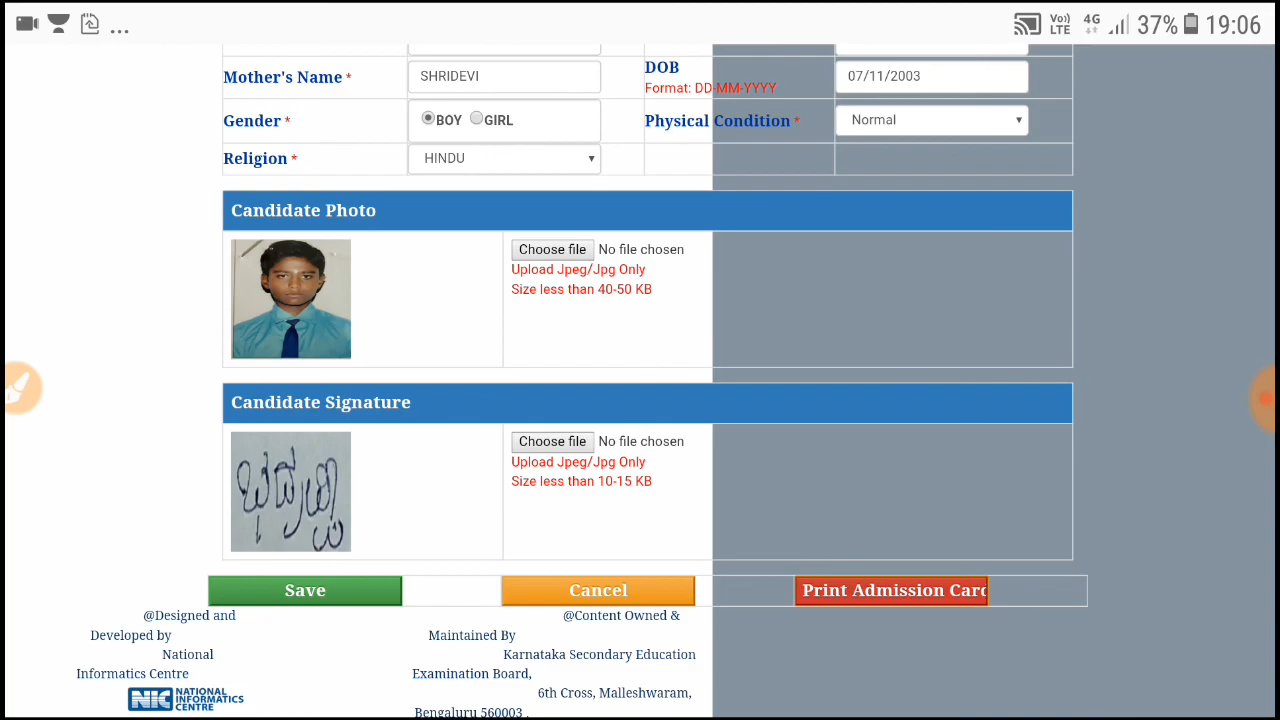 ... Vo)) LTE 4G 37% 19:06
Mother's Name * SHRIDEVI DOB
Format: DD-MM-YYYY 07/11/2003
Gender * BOY GIRL Physical Condition * Normal
Religion * HINDU
Candidate Photo
Choose file No file chosen
Upload Jpeg/Jpg Only
Size less than 40-50 KB
Candidate Signature
Choose file No file chosen
Upload Jpeg/Jpg Only
Size less than 10-15 KB
Save Cancel Print Admission Card
@Designed and
Developed by
National
Informatics Centre
NIC NATIONAL INFORMATICS CENTRE
@Content Owned &
Maintained By
Karnataka Secondary Education
Examination Board,
6th Cross, Malleshwaram,
Bengaluru 560003 .